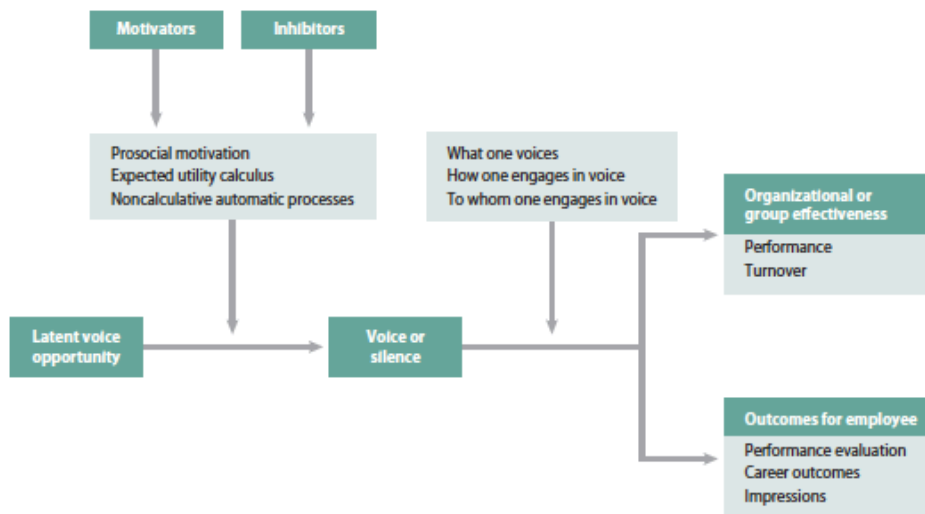 Motivators
Inhibitors
Prosocial motivation
Expected utility calculus
Noncalculative automatic processes
What one voices
How one engages in voice
To whom one engages in voice
Organizational or
group effectiveness
Performance
Turnover
Latent voice
opportunity
Voice or
silence
Outcomes for employee
Performance evaluation
Career outcomes
Impressions